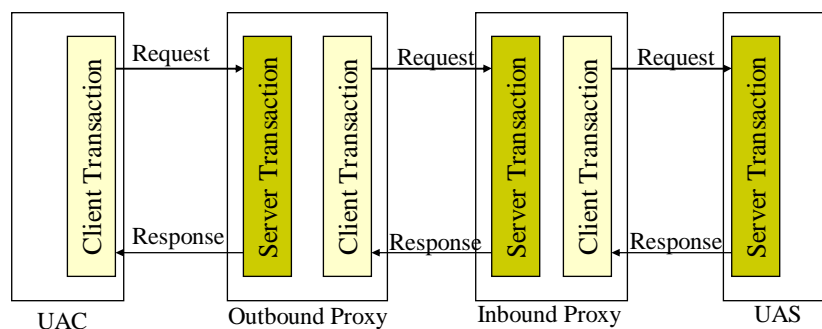 Request
Request
Request
Client Transaction
Server Transaction
Client Transaction
Server Transaction
Client Transaction
Server Transaction
Response
Response
Response
UAC
Outbound Proxy
Inbound Proxy
UAS